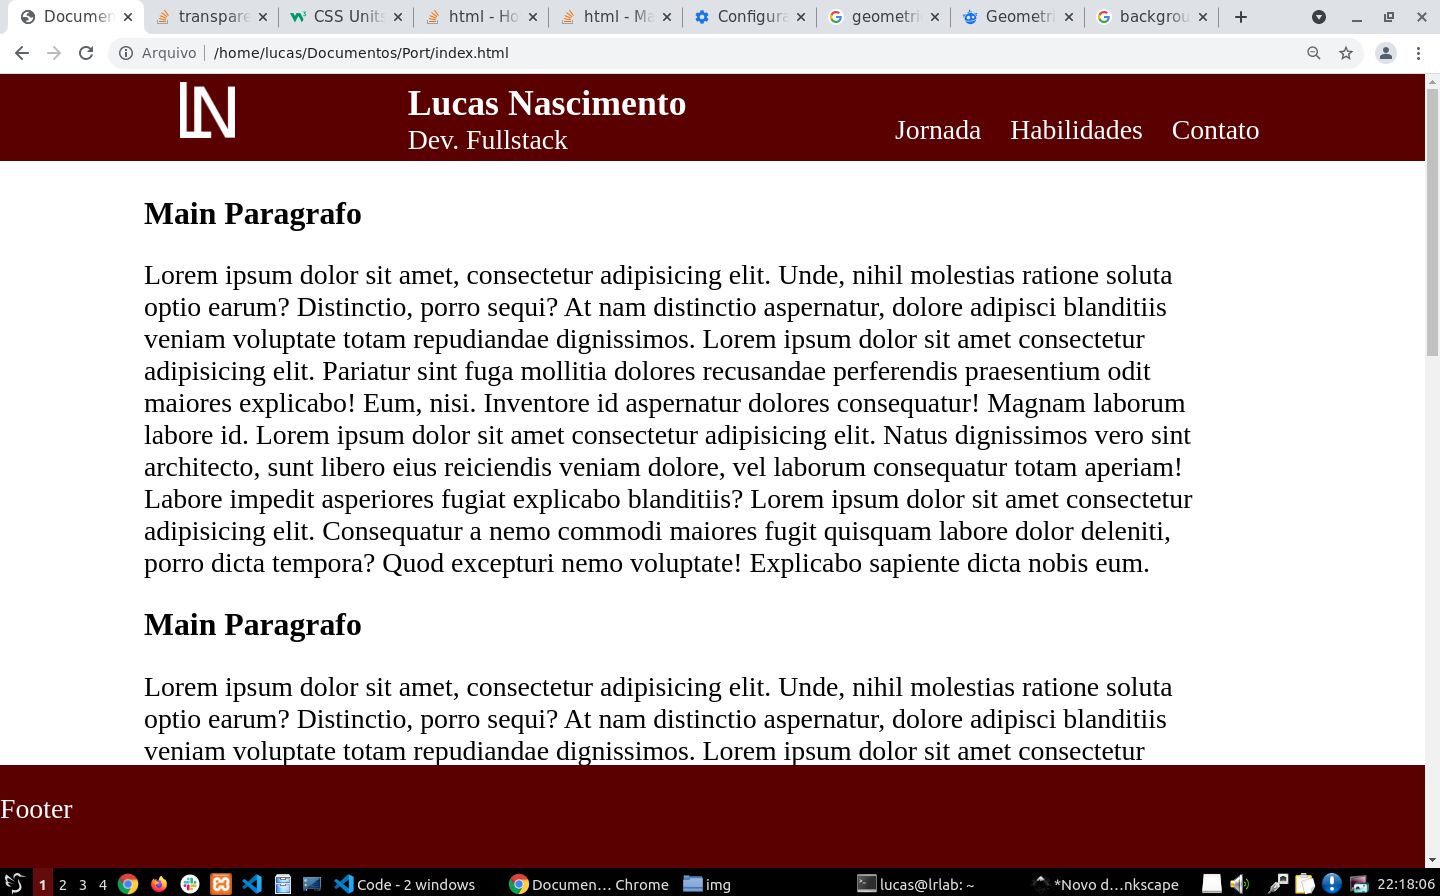 Documen
transpare
CSS Units
html - Ho
html - Ma
Configura
geometri
Geometri
backgrou
Arquivo
/home/lucas/Documentos/Port/index.html
LN
Lucas Nascimento
Dev. Fullstack
Jornada Habilidades Contato
Main Paragrafo
Lorem ipsum dolor sit amet, consectetur adipisicing elit. Unde, nihil molestias ratione soluta
optio earum? Distinctio, porro sequi? At nam distinctio aspernatur, dolore adipisci blanditiis
veniam voluptate totam repudiandae dignissimos. Lorem ipsum dolor sit amet consectetur
adipisicing elit. Pariatur sint fuga mollitia dolores recusandae perferendis praesentium odit
maiores explicabo! Eum, nisi. Inventore id aspernatur dolores consequatur! Magnam laborum
labore id. Lorem ipsum dolor sit amet consectetur adipisicing elit. Natus dignissimos vero sint
architecto, sunt libero eius reiciendis veniam dolore, vel laborum consequatur totam aperiam!
Labore impedit asperiores fugiat explicabo blanditiis? Lorem ipsum dolor sit amet consectetur
adipisicing elit. Consequatur a nemo commodi maiores fugit quisquam labore dolor deleniti,
porro dicta tempora? Quod excepturi nemo voluptate! Explicabo sapiente dicta nobis eum.
Main Paragrafo
Lorem ipsum dolor sit amet, consectetur adipisicing elit. Unde, nihil molestias ratione soluta
optio earum? Distinctio, porro sequi? At nam distinctio aspernatur, dolore adipisci blanditiis
veniam voluptate totam repudiandae dignissimos. Lorem ipsum dolor sit amet consectetur
Footer
1 2 3 4
Code - 2 windows
Documen... Chrome
img
lucas@lrlab: ~
*Novo d...nkscape
22:18:06